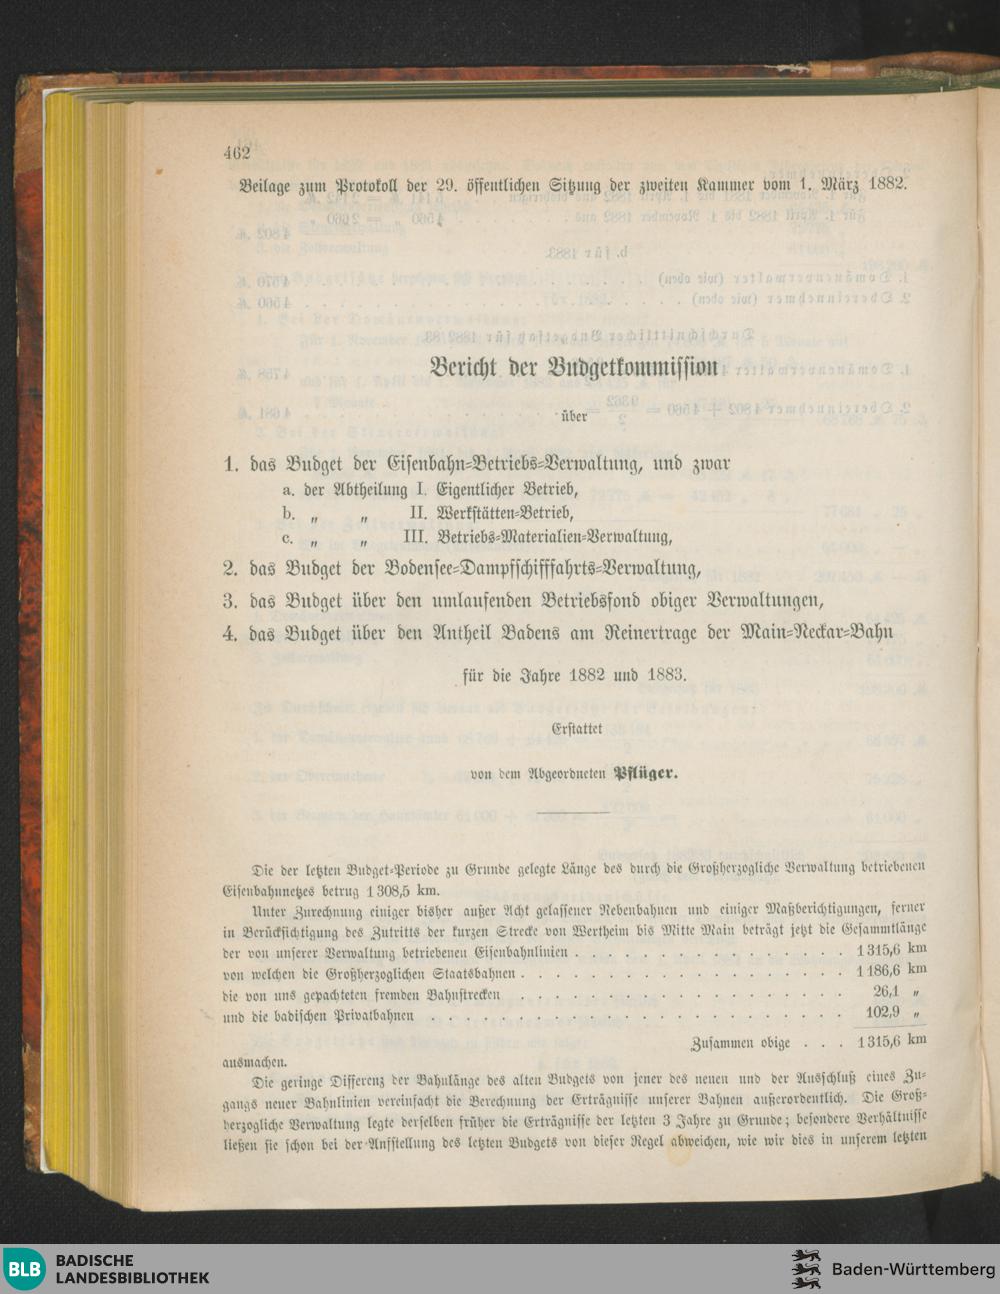 462
Beilage zum Protokoll der 29. öffentlichen Sitzung der zweiten Kammer vom 1. März 1882.
Bericht der Budgetkommission
über
1. das Budget der Eisenbahn=Betriebs=Verwaltung, und zwar
a. der Abtheilung I. Eigentlicher Betrieb,
b. „ „ II. Werkstätten=Betrieb,
c. „ „ III. Betriebs=Materialien=Verwaltung,
2. das Budget der Bodensee=Dampfschifffahrts=Verwaltung,
3. das Budget über den umlaufenden Betriebsfond obiger Verwaltungen,
4. das Budget über den Antheil Badens am Reinertrage der Main=Neckar=Bahn
für die Jahre 1882 und 1883.
Erstattet
von dem Abgeordneten Pflüger.
Die der letzten Budget=Periode zu Grunde gelegte Länge des durch die Großherzogliche Verwaltung betriebenen
Eisenbahnnetzes betrug 1 308,5 km.
Unter Zurechnung einiger bisher außer Acht gelassener Nebenbahnen und einiger Maßberichtigungen, ferner
in Berücksichtigung des Zutritts der kurzen Strecke von Wertheim bis Mitte Main beträgt jetzt die Gesammtlänge
der von unserer Verwaltung betriebenen Eisenbahnlinien . . . . . . . . . . . . . . . . 1 315,6 km
von welchen die Großherzoglichen Staatsbahnen . . . . . . . . . . . . . . . . . . . 1 186,6 km
die von uns gepachteten fremden Bahnstrecken . . . . . . . . . . . . . . . . . . . 26,1 „
und die badischen Privatbahnen . . . . . . . . . . . . . . . . . . . . . . . 102,9 „
Zusammen obige . . . 1 315,6 km
ausmachen.
Die geringe Differenz der Bahnlänge des alten Budgets von jener des neuen und der Ausschluß eines Zu=
gangs neuer Bahnlinien vereinfacht die Berechnung der Erträgnisse unserer Bahnen außerordentlich. Die Groß=
herzogliche Verwaltung legte derselben früher die Erträgnisse der letzten 3 Jahre zu Grunde; besondere Verhältnisse
ließen sie schon bei der Aufstellung des letzten Budgets von dieser Regel abweichen, wie wir dies in unserem letzten
BLB BADISCHE
LANDESBIBLIOTHEK
Baden-Württemberg